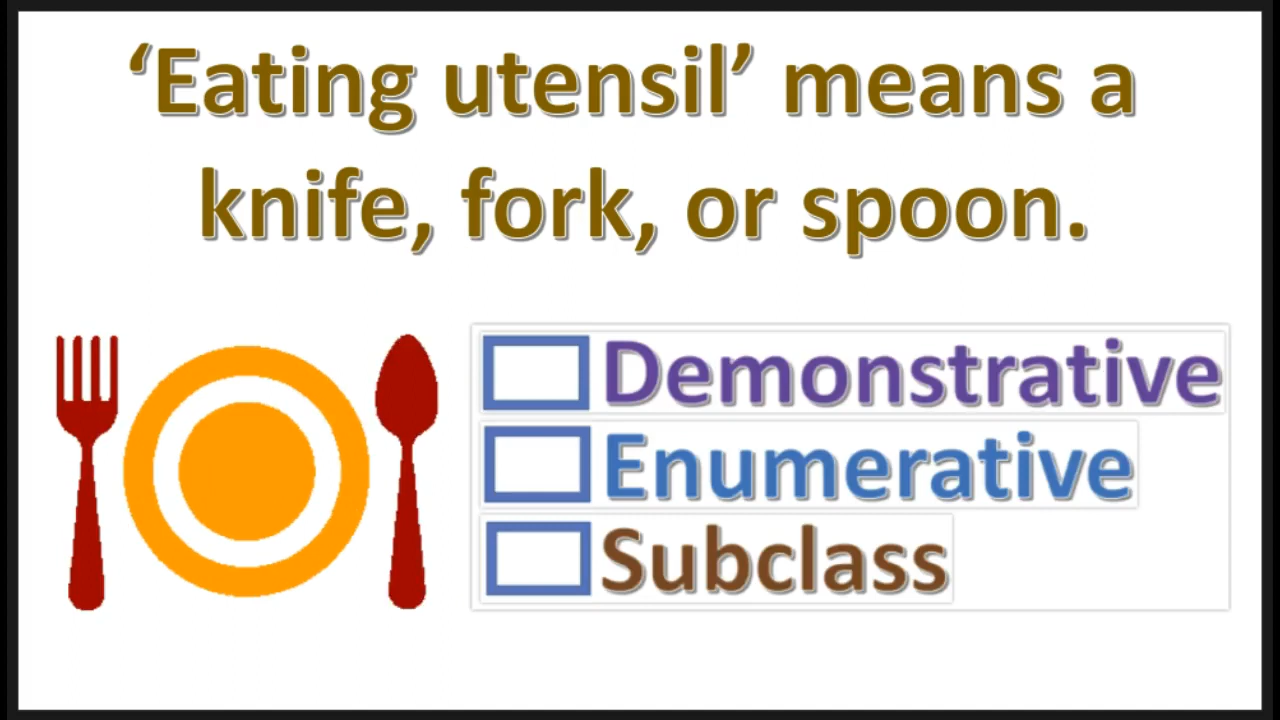 ‘Eating utensil’ means a
knife, fork, or spoon.
Demonstrative
Enumerative
Subclass